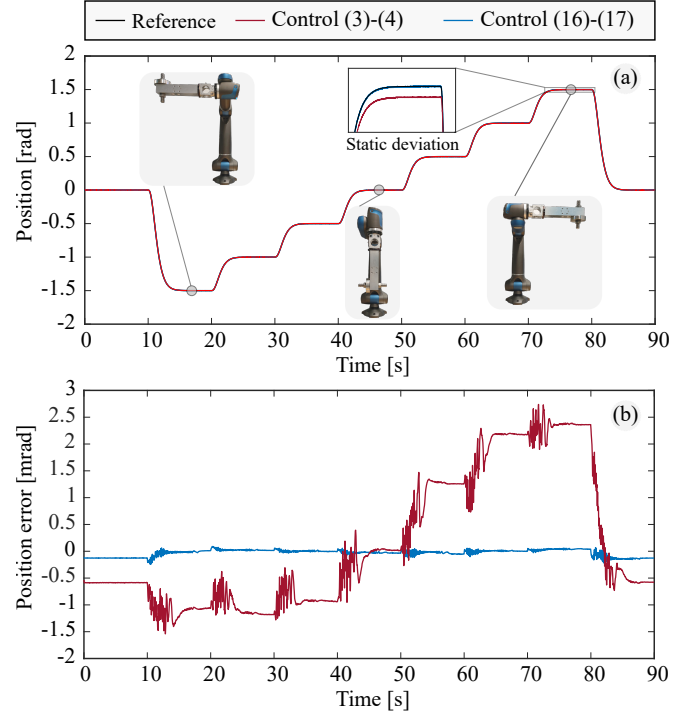 Reference Control (3)-(4) Control (16)-(17)
(a)
Position [rad]
2
1.5
1
0.5
0
-0.5
-1
-1.5
-2
Static deviation
0 10 20 30 40 50 60 70 80 90
Time [s]
(b)
Position error [mrad]
3
2.5
2
1.5
1
0.5
0
-0.5
-1
-1.5
-2
0 10 20 30 40 50 60 70 80 90
Time [s]